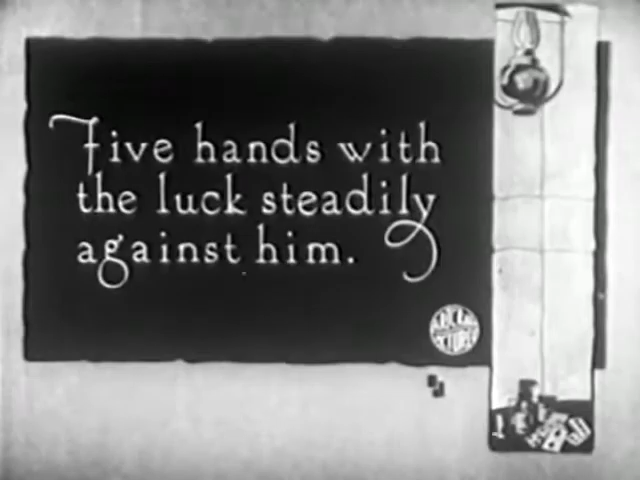 Five hands with
the luck steadily
against him.